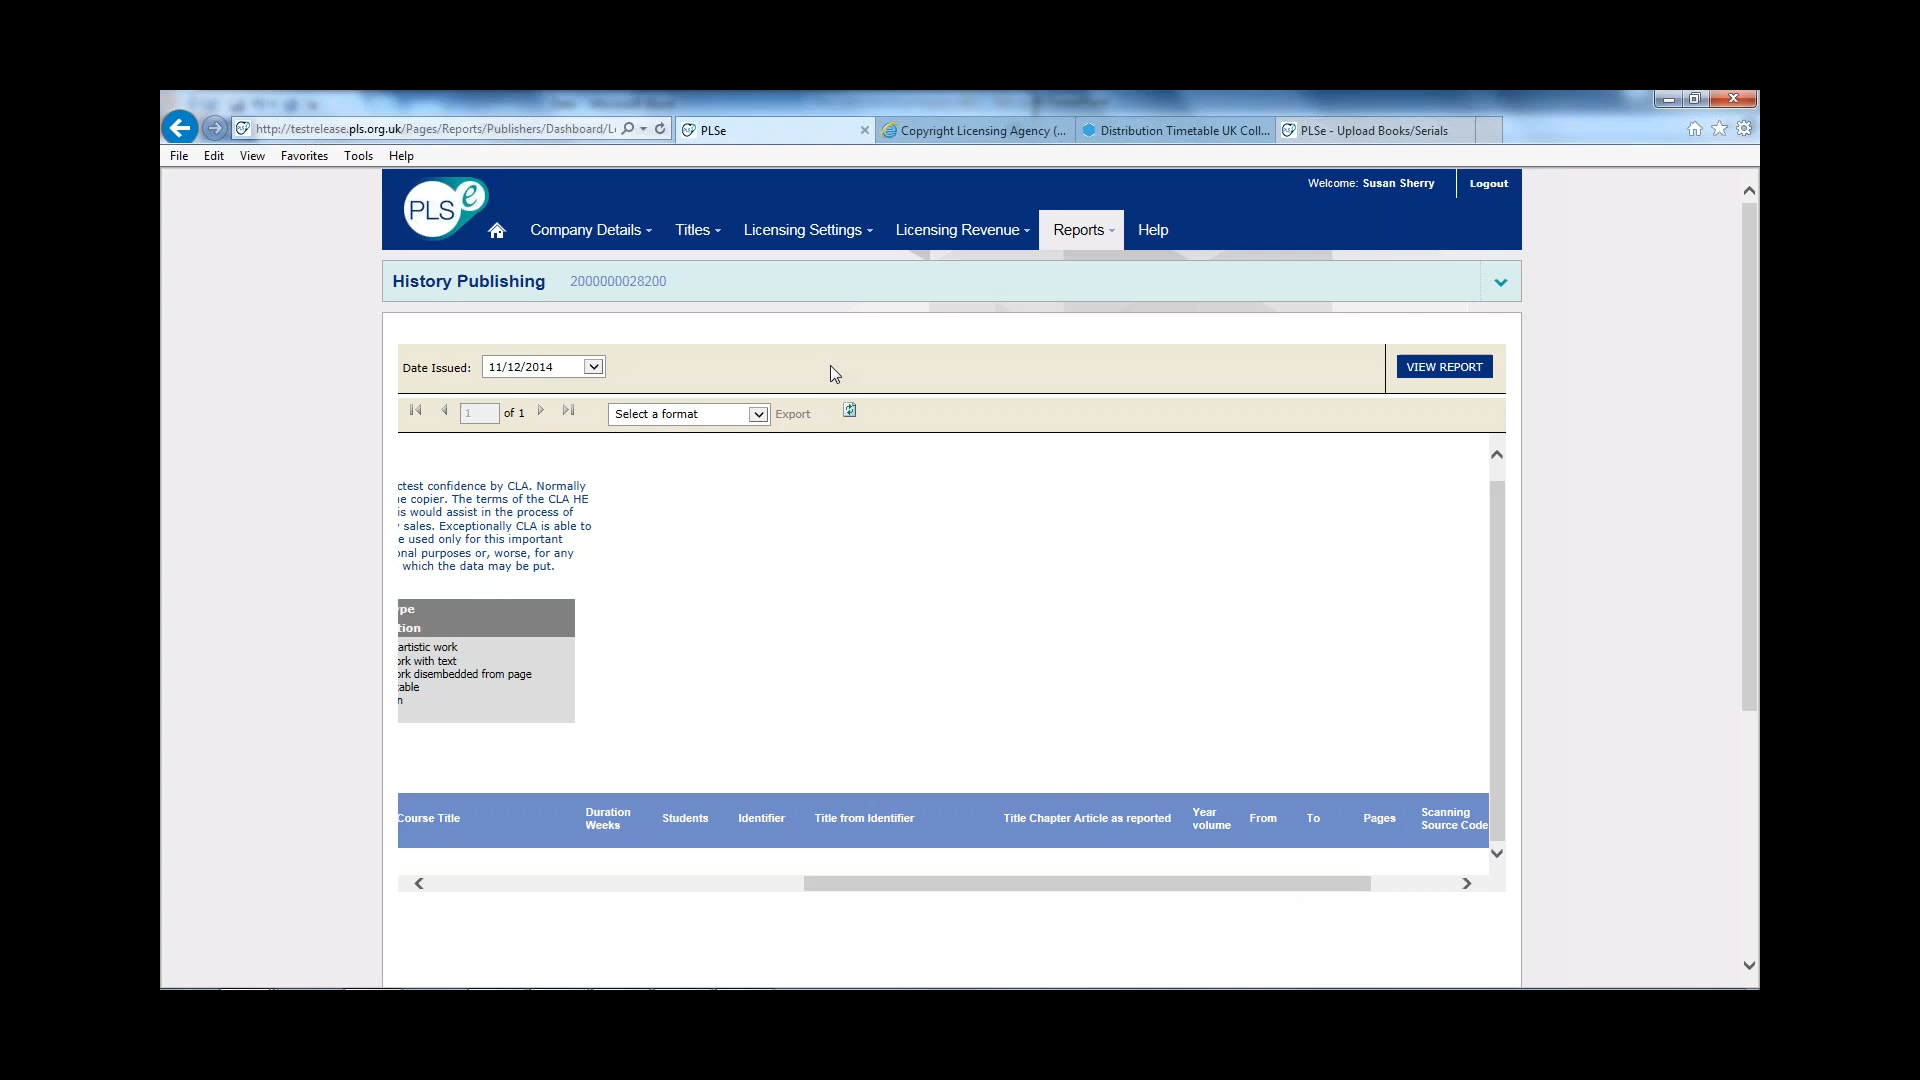 http://testrelease.pls.org.uk/Pages/Reports/Publishers/Dashboard/L
PLSe
Copyright Licensing Agency (...
Distribution Timetable UK Coll...
PLSe - Upload Books/Serials
File Edit View Favorites Tools Help
Welcome: Susan Sherry
Logout
PLS e
Company Details
Titles
Licensing Settings
Licensing Revenue
Reports
Help
History Publishing 2000000028200
Date Issued: 11/12/2014
VIEW REPORT
1 of 1
Select a format
Export
ctest confidence by CLA. Normally
e copier. The terms of the CLA HE
is would assist in the process of
sales. Exceptionally CLA is able to
e used only for this important
onal purposes or, worse, for any
which the data may be put.
ype
tion
artistic work
ork with text
ork disembedded from page
table
n
Course Title
Duration Weeks
Students
Identifier
Title from Identifier
Title Chapter Article as reported
Year volume
From
To
Pages
Scanning Source Code